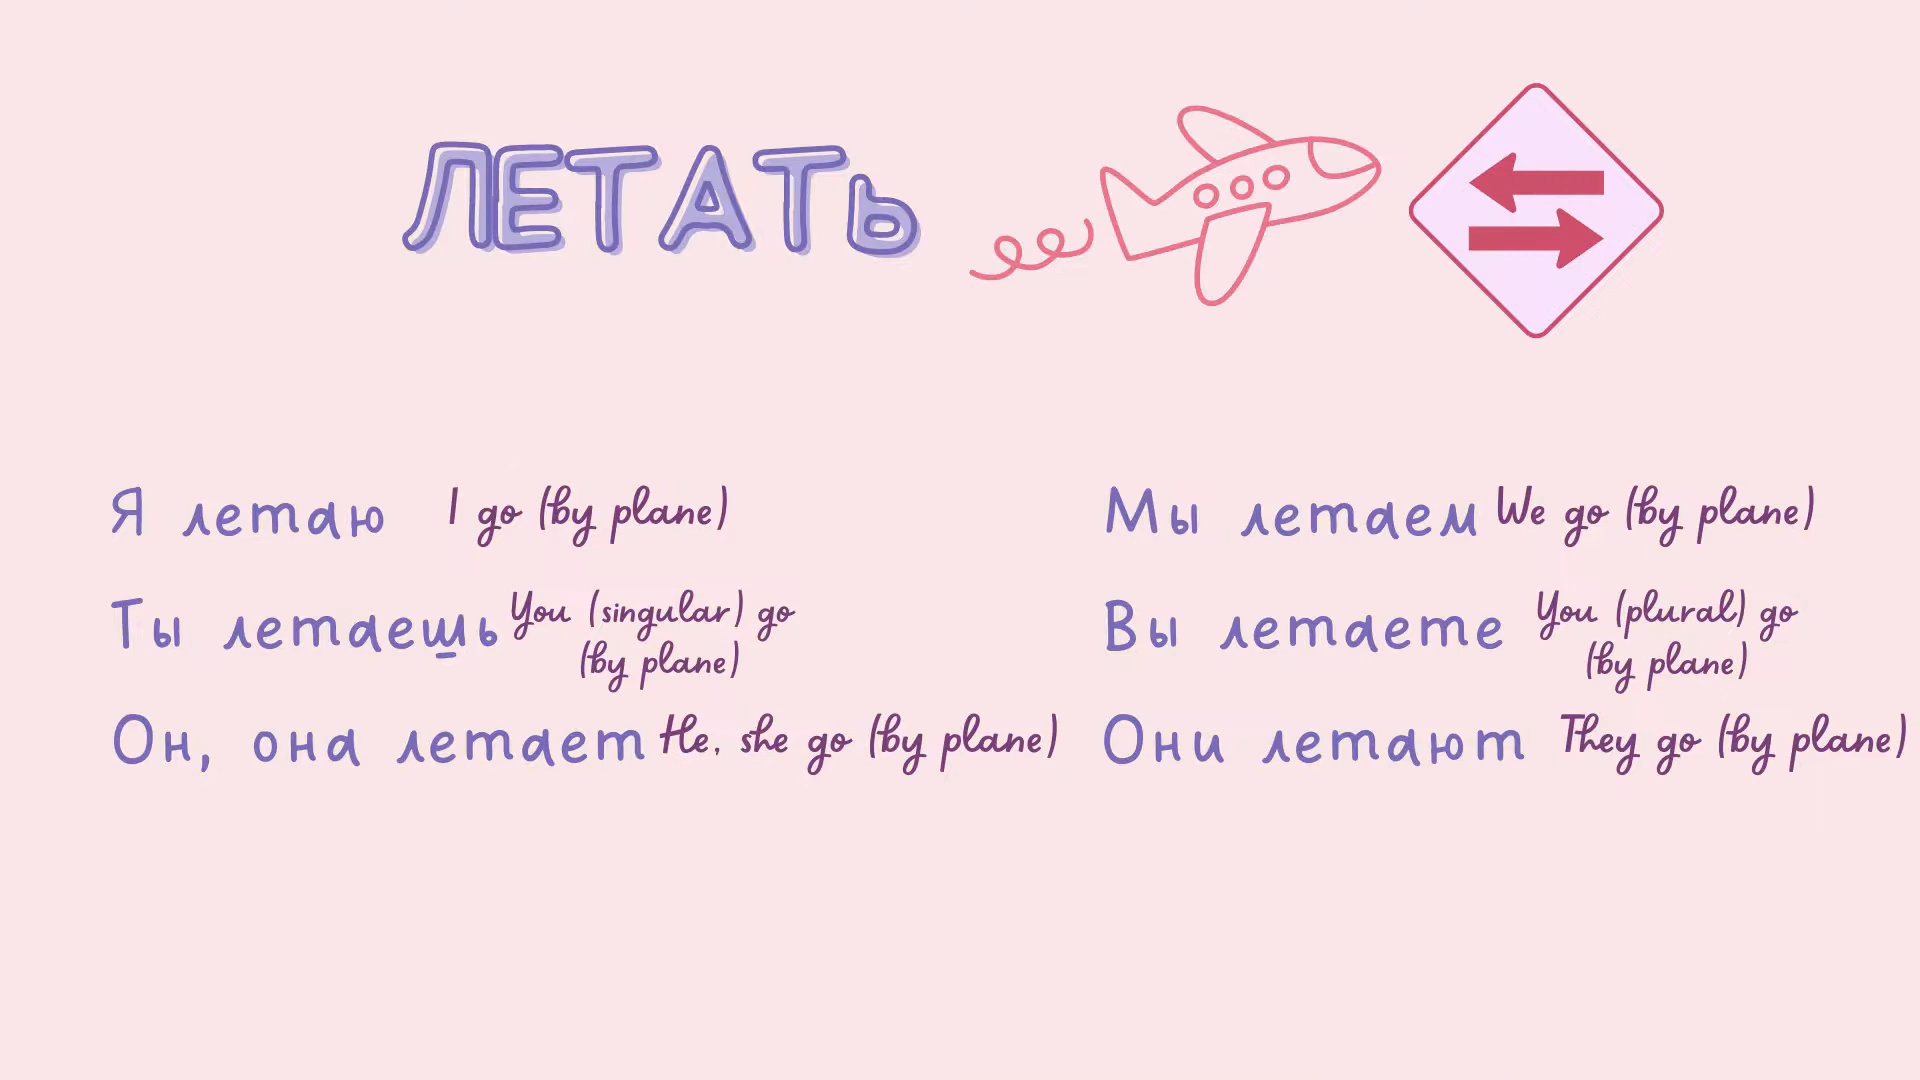 ЛЕТАТЬ
Я летаю I go (by plane)
Ты летаешь You (singular) go
(by plane)
Он, она летает He, she go (by plane)
Мы летаем We go (by plane)
Вы летаете You (plural) go
(by plane)
Они летают They go (by plane)